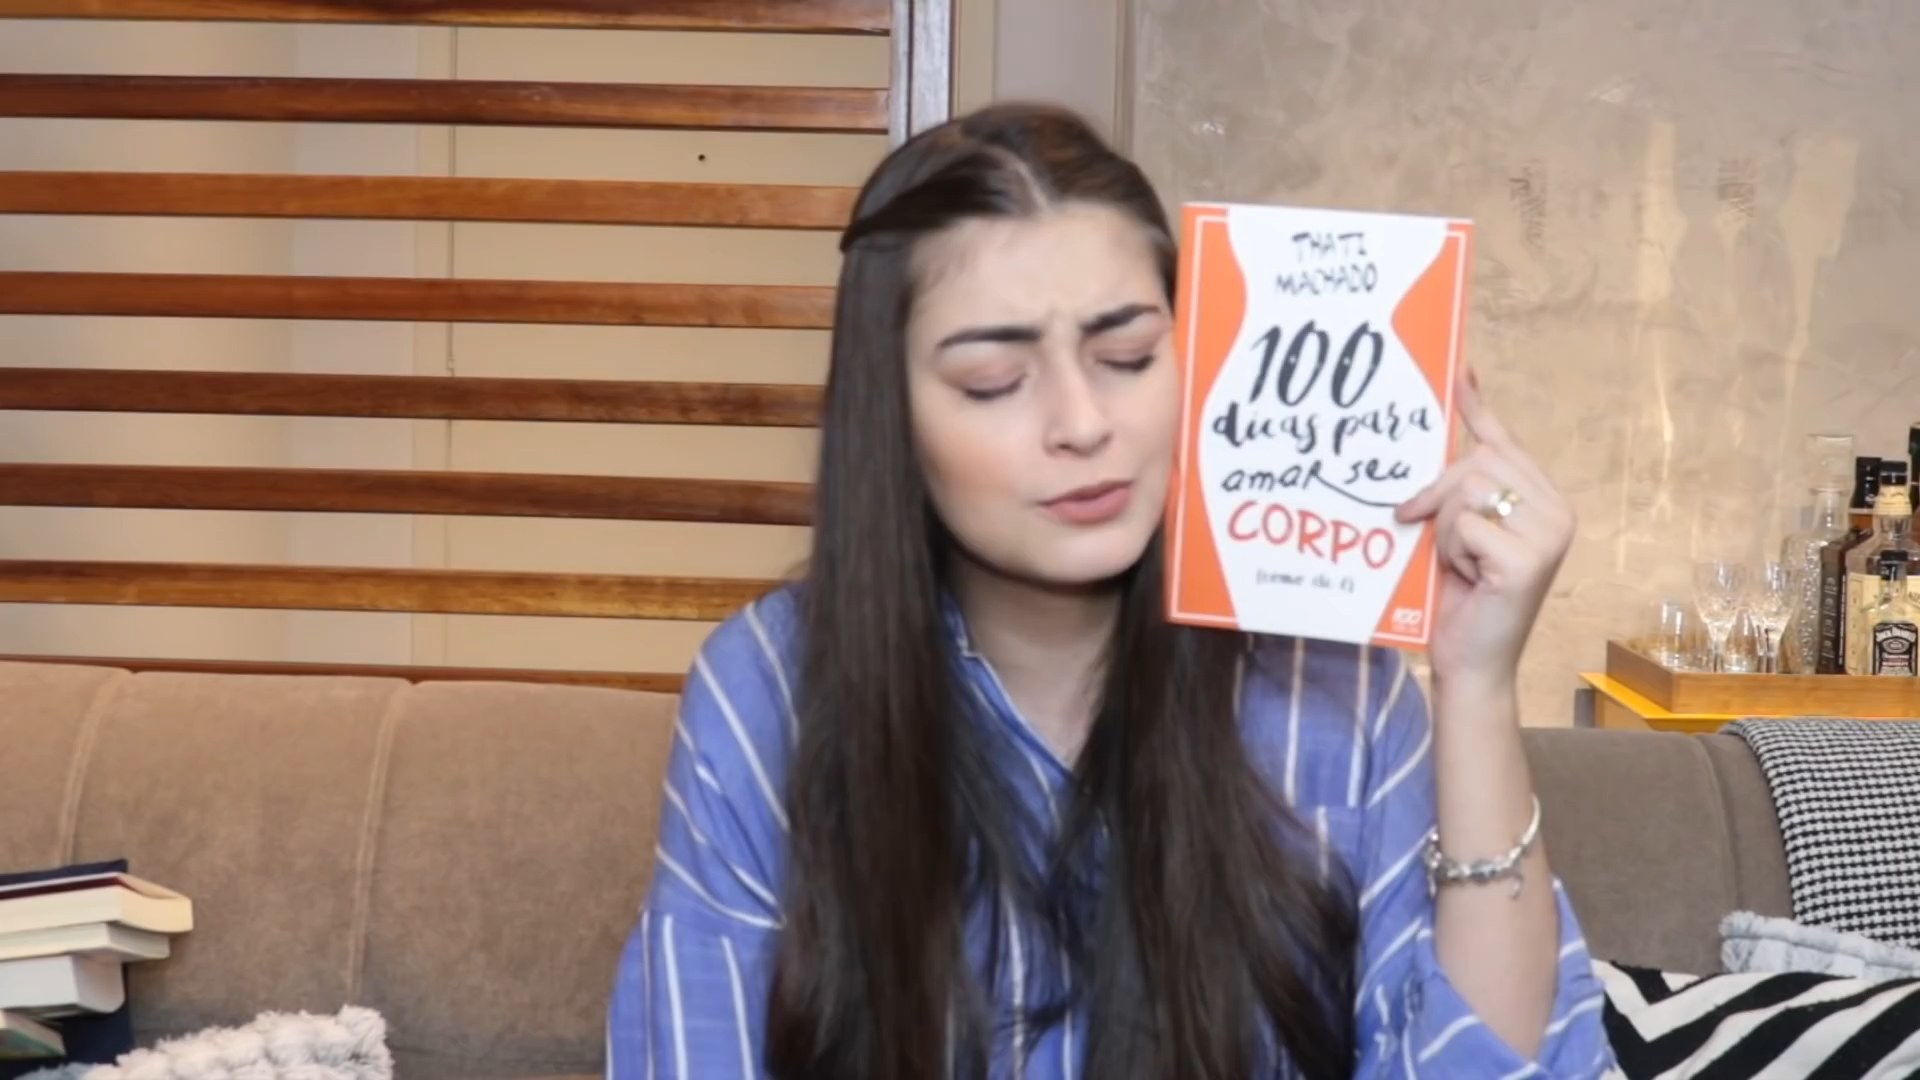 THATI
MACHADO
100
dicas para
amar seu
CORPO